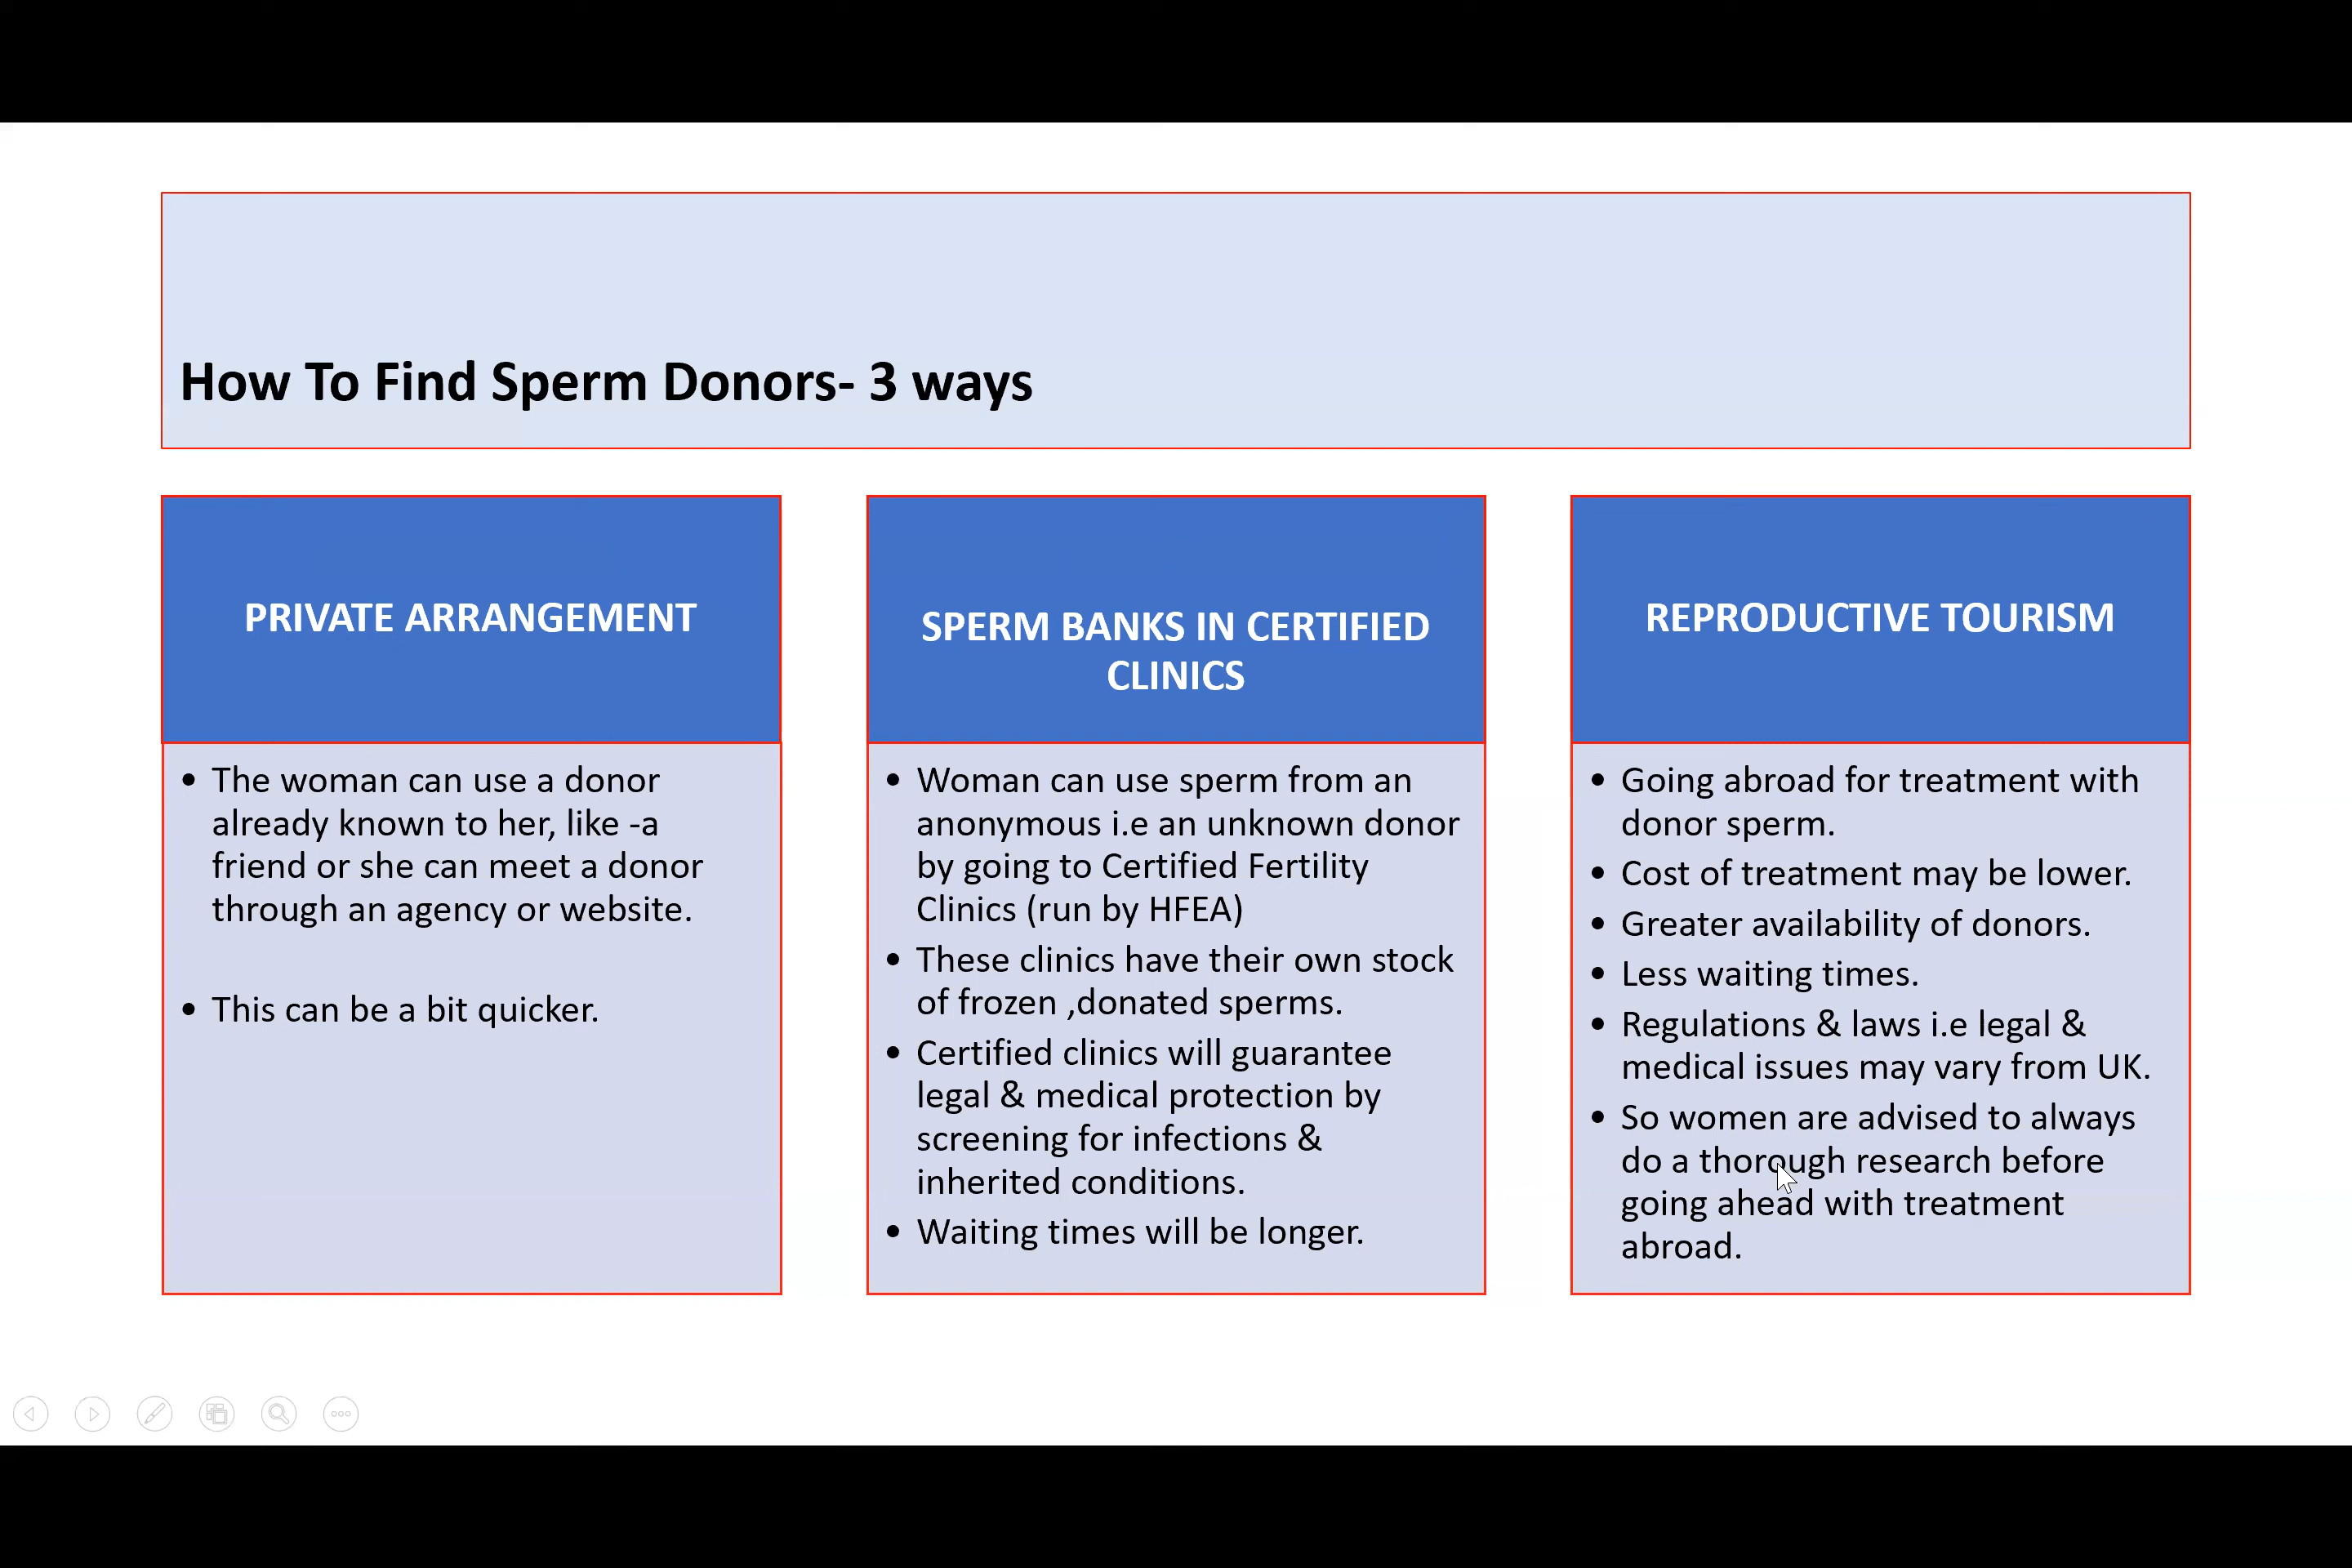 How To Find Sperm Donors- 3 ways
PRIVATE ARRANGEMENT
• The woman can use a donor
already known to her, like -a
friend or she can meet a donor
through an agency or website.
• This can be a bit quicker.
SPERM BANKS IN CERTIFIED
CLINICS
• Woman can use sperm from an
anonymous i.e an unknown donor
by going to Certified Fertility
Clinics (run by HFEA)
• These clinics have their own stock
of frozen ,donated sperms.
• Certified clinics will guarantee
legal & medical protection by
screening for infections &
inherited conditions.
• Waiting times will be longer.
REPRODUCTIVE TOURISM
• Going abroad for treatment with
donor sperm.
• Cost of treatment may be lower.
• Greater availability of donors.
• Less waiting times.
• Regulations & laws i.e legal &
medical issues may vary from UK.
• So women are advised to always
do a thorough research before
going ahead with treatment
abroad.